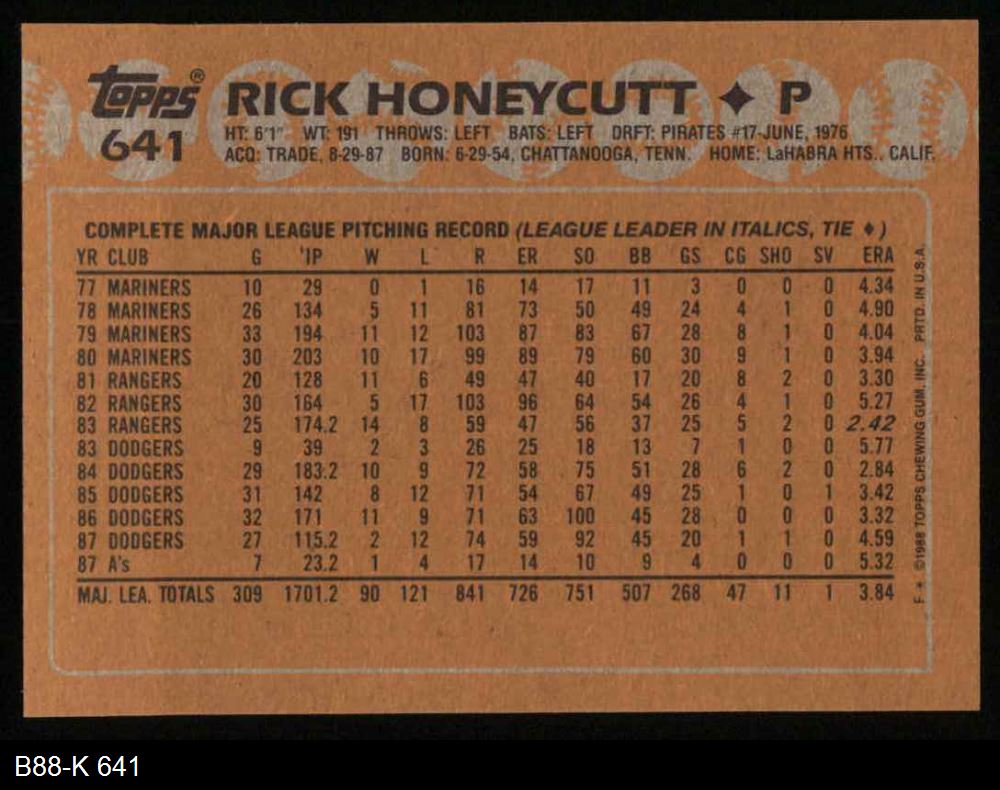 Topps® RICK HONEYCUTT ♦ P
641
HT: 6'1" WT: 191 THROWS: LEFT BATS: LEFT DRFT: PIRATES #17-JUNE, 1976
ACQ: TRADE, 8-29-87 BORN: 6-29-54, CHATTANOOGA, TENN. HOME: LaHABRA HTS., CALIF.
COMPLETE MAJOR LEAGUE PITCHING RECORD (LEAGUE LEADER IN ITALICS, TIE ♦)
YR CLUB G IP W L R ER SO BB GS CG SHO SV ERA
77 MARINERS 10 29 0 1 16 14 17 11 3 0 0 0 4.34
78 MARINERS 26 134 5 11 81 73 50 49 24 4 1 0 4.90
79 MARINERS 33 194 11 12 103 87 83 67 28 8 1 0 4.04
80 MARINERS 30 203 10 17 99 89 79 60 30 9 1 0 3.94
81 RANGERS 20 128 11 6 49 47 40 17 20 8 2 0 3.30
82 RANGERS 30 164 5 17 103 96 64 54 26 4 1 0 5.27
83 RANGERS 25 174.2 14 8 59 47 56 37 25 5 2 0 2.42
83 DODGERS 9 39 2 3 26 25 18 13 7 1 0 0 5.77
84 DODGERS 29 183.2 10 9 72 58 75 51 28 6 2 0 2.84
85 DODGERS 31 142 8 12 71 54 67 49 25 1 0 1 3.42
86 DODGERS 32 171 11 9 71 63 100 45 28 0 0 0 3.32
87 DODGERS 27 115.2 2 12 74 59 92 45 20 1 1 0 4.59
87 A's 7 23.2 1 4 17 14 10 9 4 0 0 0 5.32
MAJ. LEA. TOTALS 309 1701.2 90 121 841 726 751 507 268 47 11 1 3.84
F * ©1988 TOPPS CHEWING GUM, INC. PRTD. IN U.S.A.
B88-K 641